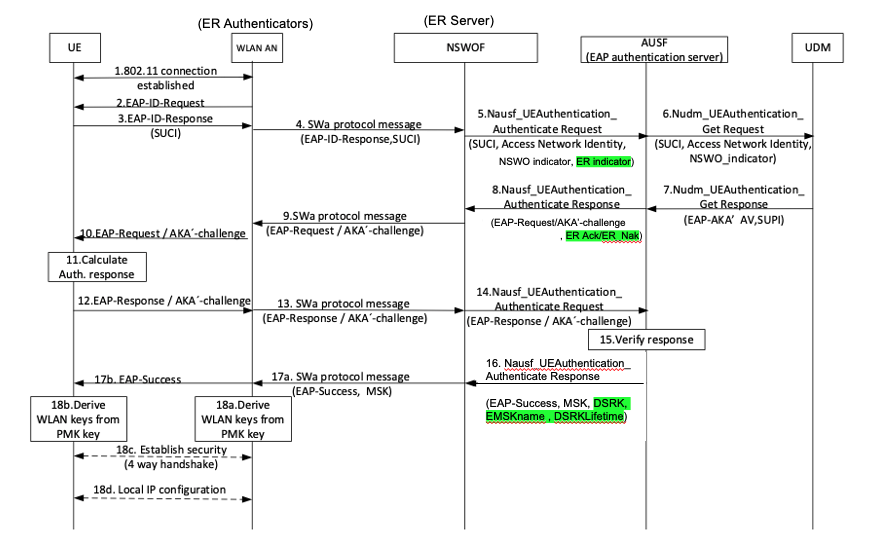 (ER Authenticators)
(ER Server)
UE
WLAN AN
NSWOF
AUSF
(EAP authentication server)
UDM
1.802.11 connection
established
2.EAP-ID-Request
3.EAP-ID-Response
(SUCI)
4. SWa protocol message
(EAP-ID-Response,SUCI)
5.Nausf_UEAuthentication_
Authenticate Request
(SUCI, Access Network Identity,
NSWO indicator, ER indicator)
6.Nudm_UEAuthentication_
Get Request
(SUCI, Access Network Identity,
NSWO_indicator)
7.Nudm_UEAuthentication_
Get Response
(EAP-AKA’ AV,SUPI)
8.Nausf_UEAuthentication_
Authenticate Response
(EAP-Request/AKA'-challenge
, ER Ack/ER_Nak)
9.SWa protocol message
(EAP-Request / AKA´-challenge)
10.EAP-Request / AKA´-challenge
11.Calculate
Auth. response
12.EAP-Response / AKA´-challenge
13. SWa protocol message
(EAP-Response / AKA´-challenge)
14.Nausf_UEAuthentication_
Authenticate Request
(EAP-Response / AKA´-challenge)
15.Verify response
16. Nausf_UEAuthentication_
Authenticate Response
(EAP-Success, MSK, DSRK,
EMSKname , DSRKLifetime)
17a. SWa protocol message
(EAP-Success, MSK)
17b. EAP-Success
18b.Derive
WLAN keys from
PMK key
18a.Derive
WLAN keys from
PMK key
18c. Establish security
(4 way handshake)
18d. Local IP configuration